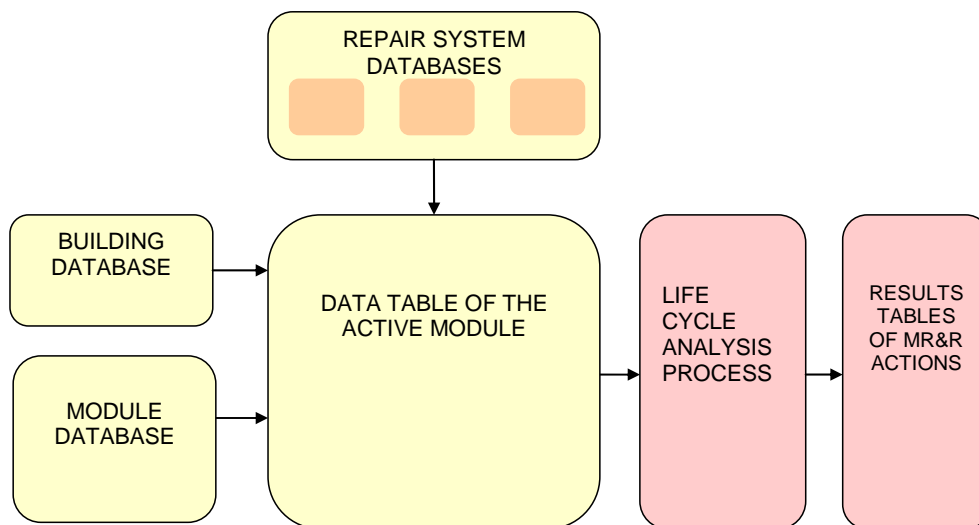 REPAIR SYSTEM
DATABASES
BUILDING
DATABASE
MODULE
DATABASE
DATA TABLE OF THE
ACTIVE MODULE
LIFE
CYCLE
ANALYSIS
PROCESS
RESULTS
TABLES
OF MR&R
ACTIONS